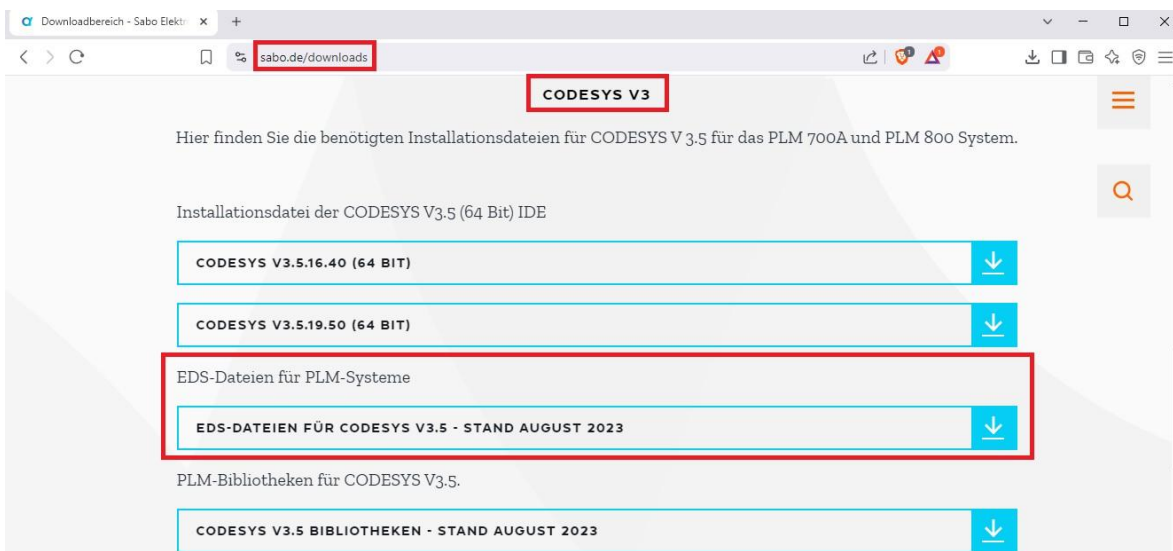 Downloadbereich - Sabo Elektr
sabo.de/downloads
CODESYS V3
Hier finden Sie die benötigten Installationsdateien für CODESYS V 3.5 für das PLM 700A und PLM 800 System.
Installationsdatei der CODESYS V3.5 (64 Bit) IDE
CODESYS V3.5.16.40 (64 BIT)
CODESYS V3.5.19.50 (64 BIT)
EDS-Dateien für PLM-Systeme
EDS-DATEIEN FÜR CODESYS V3.5 - STAND AUGUST 2023
PLM-Bibliotheken für CODESYS V3.5.
CODESYS V3.5 BIBLIOTHEKEN - STAND AUGUST 2023